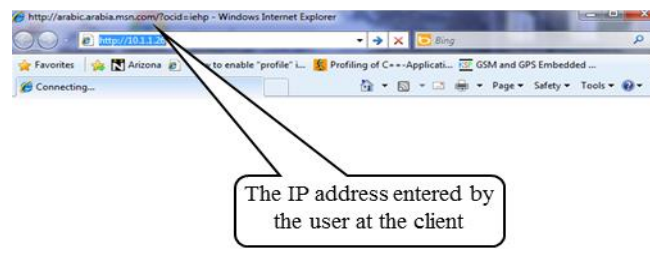 http://arabic.arabia.msn.com/?ocid=iehp - Windows Internet Explorer
http://10.1.1.26
Bing
Favorites Arizona to enable "profile" i... Profiling of C++-Applicati... GSM and GPS Embedded ...
Connecting... Page Safety Tools
The IP address entered by
the user at the client